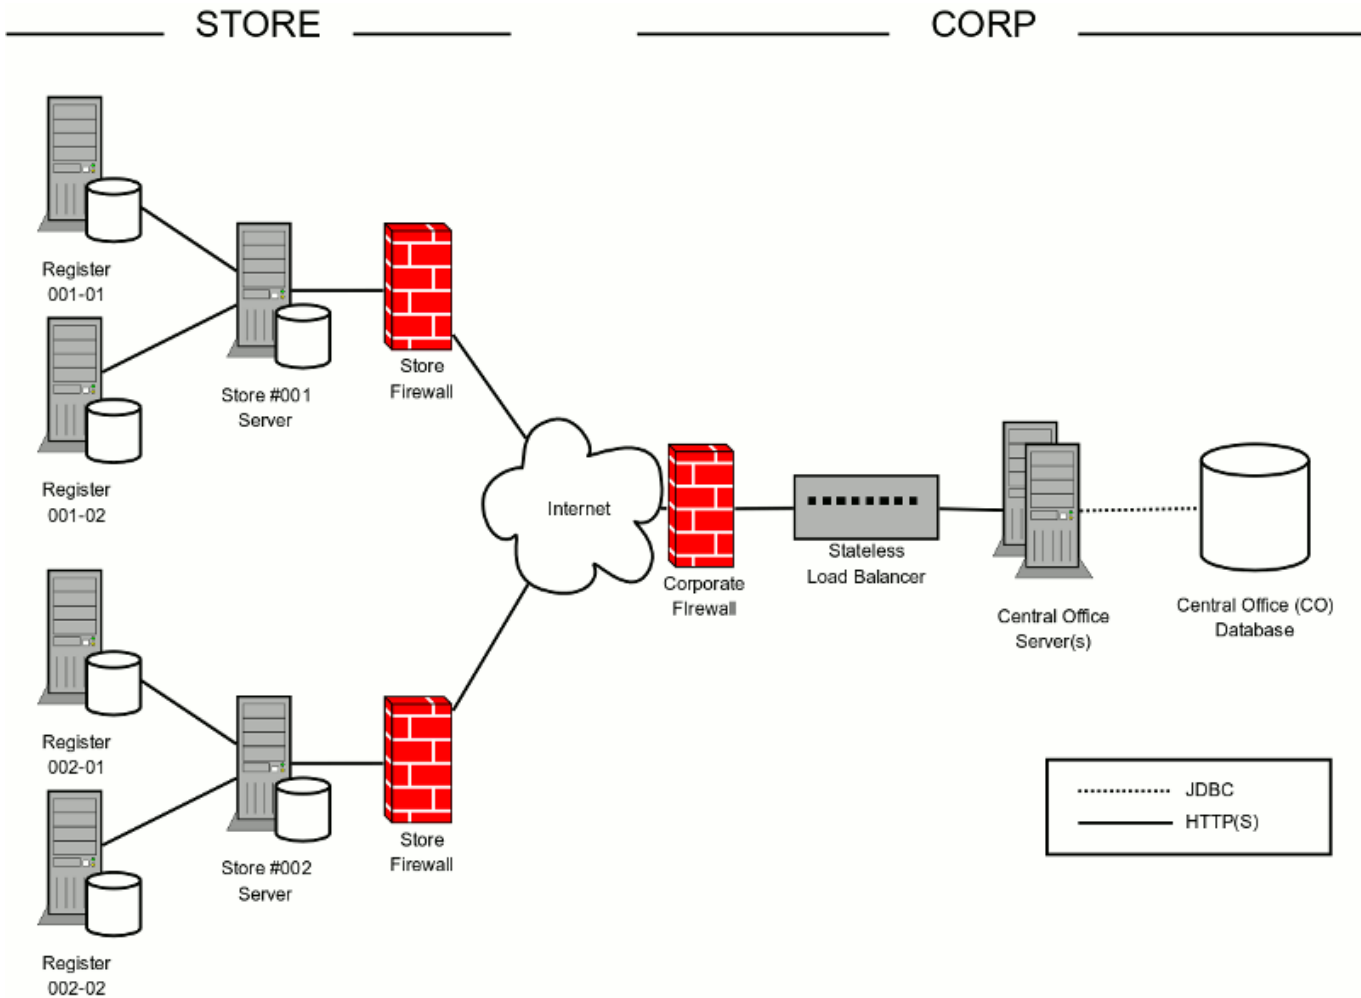 STORE
CORP
Register
001-01
Register
001-02
Store #001
Server
Store
Firewall
Internet
Corporate
FIrewall
Stateless
Load Balancer
Central Office
Server(s)
Central Office (CO)
Database
Register
002-01
Register
002-02
Store #002
Server
Store
Firewall
JDBC
HTTP(S)